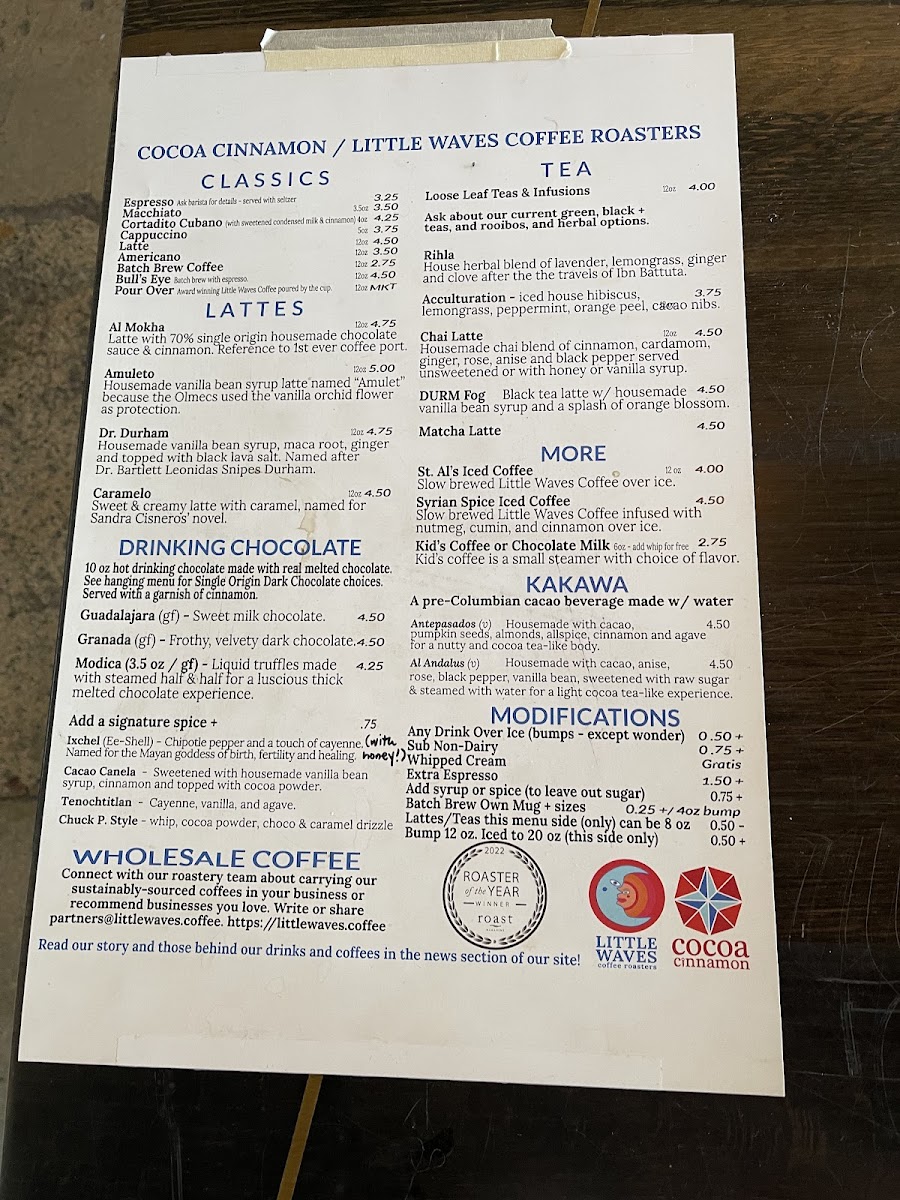 COCOA CINNAMON / LITTLE WAVES COFFEE ROASTERS
CLASSICS
Espresso Ask barista for details - served with seltzer 3.25
Macchiato 3.5oz 3.50
Cortadito Cubano (with sweetened condensed milk & cinnamon) 4oz 4.25
Cappuccino 5oz 3.75
Latte 12oz 4.50
Americano 12oz 3.50
Batch Brew Coffee 12oz 2.75
Bull's Eye Batch brew with espresso. 12oz 4.50
Pour Over Award winning Little Waves Coffee poured by the cup. 12oz MKT
LATTES
Al Mokha 12oz 4.75
Latte with 70% single origin housemade chocolate
sauce & cinnamon. Reference to 1st ever coffee port.
Amuleto 12oz 5.00
Housemade vanilla bean syrup latte named "Amulet"
because the Olmecs used the vanilla orchid flower
as protection.
Dr. Durham 12oz 4.75
Housemade vanilla bean syrup, maca root, ginger
and topped with black lava salt. Named after
Dr. Bartlett Leonidas Snipes Durham.
Caramelo 12oz 4.50
Sweet & creamy latte with caramel, named for
Sandra Cisneros' novel.
DRINKING CHOCOLATE
10 oz hot drinking chocolate made with real melted chocolate.
See hanging menu for Single Origin Dark Chocolate choices.
Served with a garnish of cinnamon.
Guadalajara (gf) – Sweet milk chocolate. 4.50
Granada (gf) – Frothy, velvety dark chocolate. 4.50
Modica (3.5 oz / gf) – Liquid truffles made 4.25
with steamed half & half for a luscious thick
melted chocolate experience.
Add a signature spice + .75
Ixchel (Ee-Shell) – Chipotle pepper and a touch of cayenne. (with
Named for the Mayan goddess of birth, fertility and healing. honey!)
Cacao Canela – Sweetened with housemade vanilla bean
syrup, cinnamon and topped with cocoa powder.
Tenochtitlan – Cayenne, vanilla, and agave.
Chuck P. Style – whip, cocoa powder, choco & caramel drizzle
WHOLESALE COFFEE
Connect with our roastery team about carrying our
sustainably-sourced coffees in your business or
recommend businesses you love. Write or share
partners@littlewaves.coffee. https://littlewaves.coffee
Read our story and those behind our drinks and coffees in the news section of our site!
TEA
Loose Leaf Teas & Infusions 12oz 4.00
Ask about our current green, black +
teas, and rooibos, and herbal options.
Rihla
House herbal blend of lavender, lemongrass, ginger
and clove after the the travels of Ibn Battuta.
Acculturation – iced house hibiscus, 3.75
lemongrass, peppermint, orange peel, cacao nibs.
Chai Latte 12oz 4.50
Housemade chai blend of cinnamon, cardamom,
ginger, rose, anise and black pepper served
unsweetened or with honey or vanilla syrup.
DURM Fog Black tea latte w/ housemade 4.50
vanilla bean syrup and a splash of orange blossom.
Matcha Latte 4.50
MORE
St. Al's Iced Coffee 12 oz 4.00
Slow brewed Little Waves Coffee over ice.
Syrian Spice Iced Coffee 4.50
Slow brewed Little Waves Coffee infused with
nutmeg, cumin, and cinnamon over ice.
Kid's Coffee or Chocolate Milk 6oz - add whip for free 2.75
Kid's coffee is a small steamer with choice of flavor.
KAKAWA
A pre-Columbian cacao beverage made w/ water
Antepasados (v) Housemade with cacao, 4.50
pumpkin seeds, almonds, allspice, cinnamon and agave
for a nutty and cocoa tea-like body.
Al Andalus (v) Housemade with cacao, anise, 4.50
rose, black pepper, vanilla bean, sweetened with raw sugar
& steamed with water for a light cocoa tea-like experience.
MODIFICATIONS
Any Drink Over Ice (bumps - except wonder) 0.50 +
Sub Non-Dairy 0.75 +
Whipped Cream Gratis
Extra Espresso 1.50 +
Add syrup or spice (to leave out sugar) 0.75 +
Batch Brew Own Mug + sizes 0.25 +/ 4oz bump
Lattes/Teas this menu side (only) can be 8 oz 0.50 -
Bump 12 oz. Iced to 20 oz (this side only) 0.50 +
2022
ROASTER
of the YEAR
WINNER
roast
LITTLE
WAVES
coffee roasters
cocoa
cinnamon